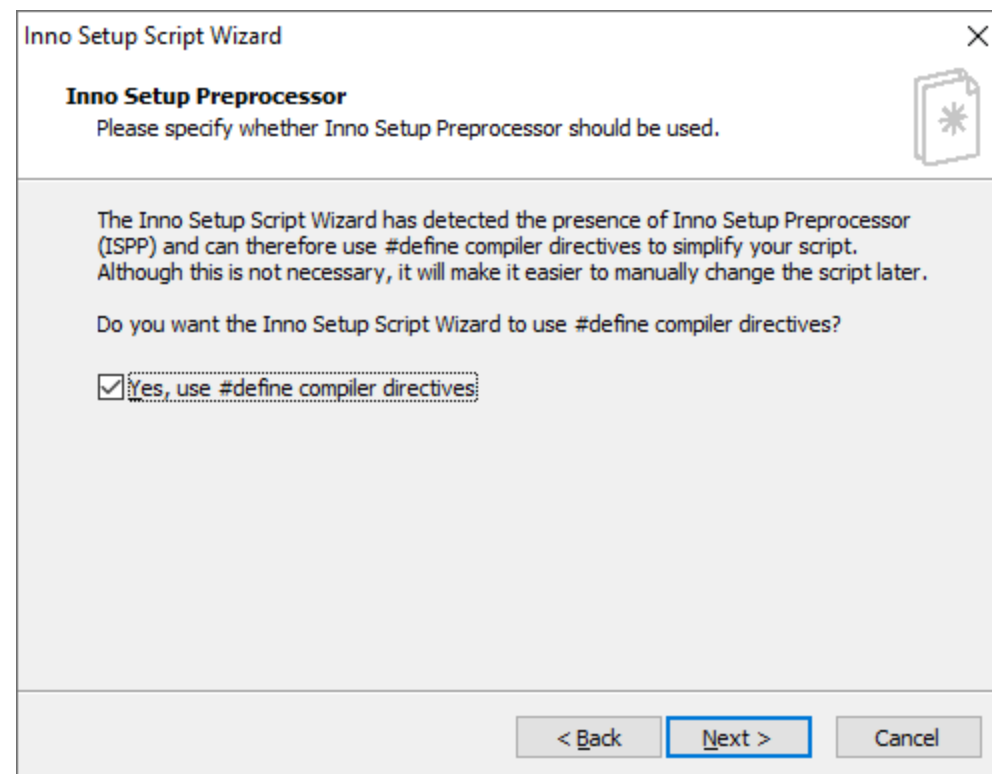 Inno Setup Script Wizard
Inno Setup Preprocessor
Please specify whether Inno Setup Preprocessor should be used.
The Inno Setup Script Wizard has detected the presence of Inno Setup Preprocessor
(ISPP) and can therefore use #define compiler directives to simplify your script.
Although this is not necessary, it will make it easier to manually change the script later.
Do you want the Inno Setup Script Wizard to use #define compiler directives?
Yes, use #define compiler directives
< Back Next > Cancel